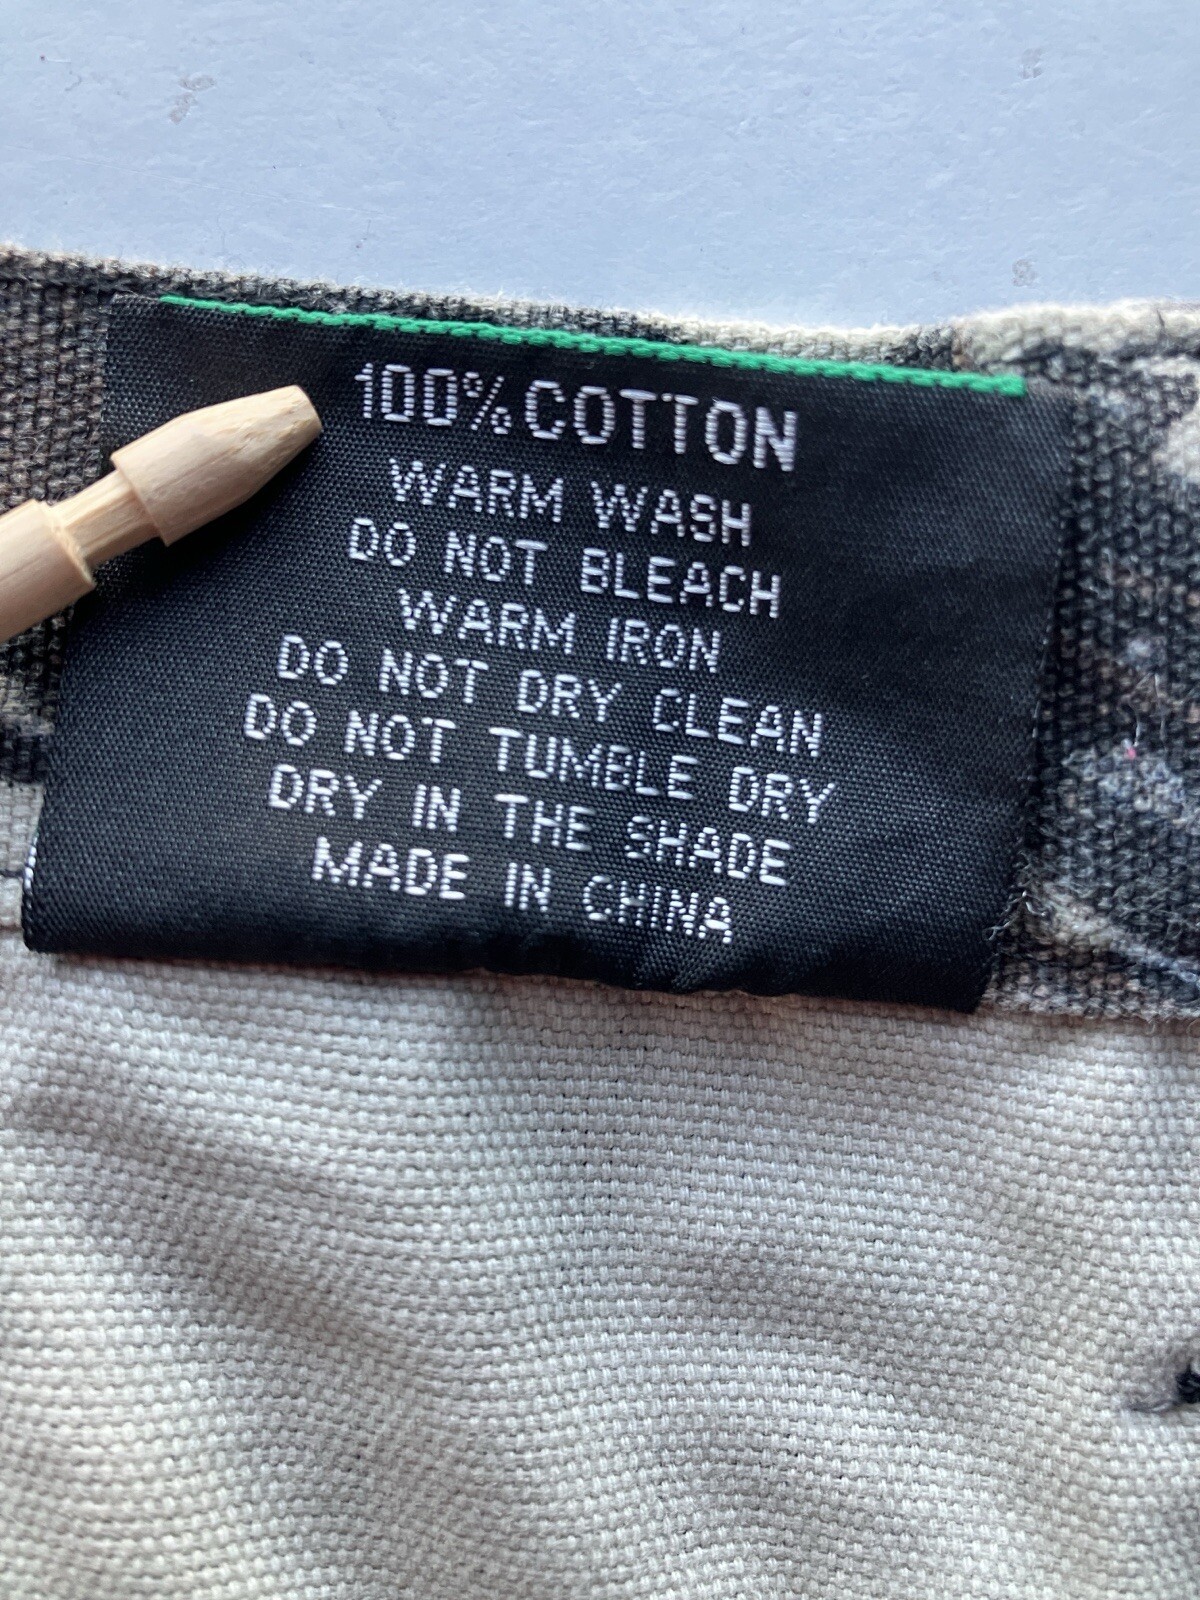 100% COTTON
WARM WASH
DO NOT BLEACH
WARM IRON
DO NOT DRY CLEAN
DO NOT TUMBLE DRY
DRY IN THE SHADE
MADE IN CHINA